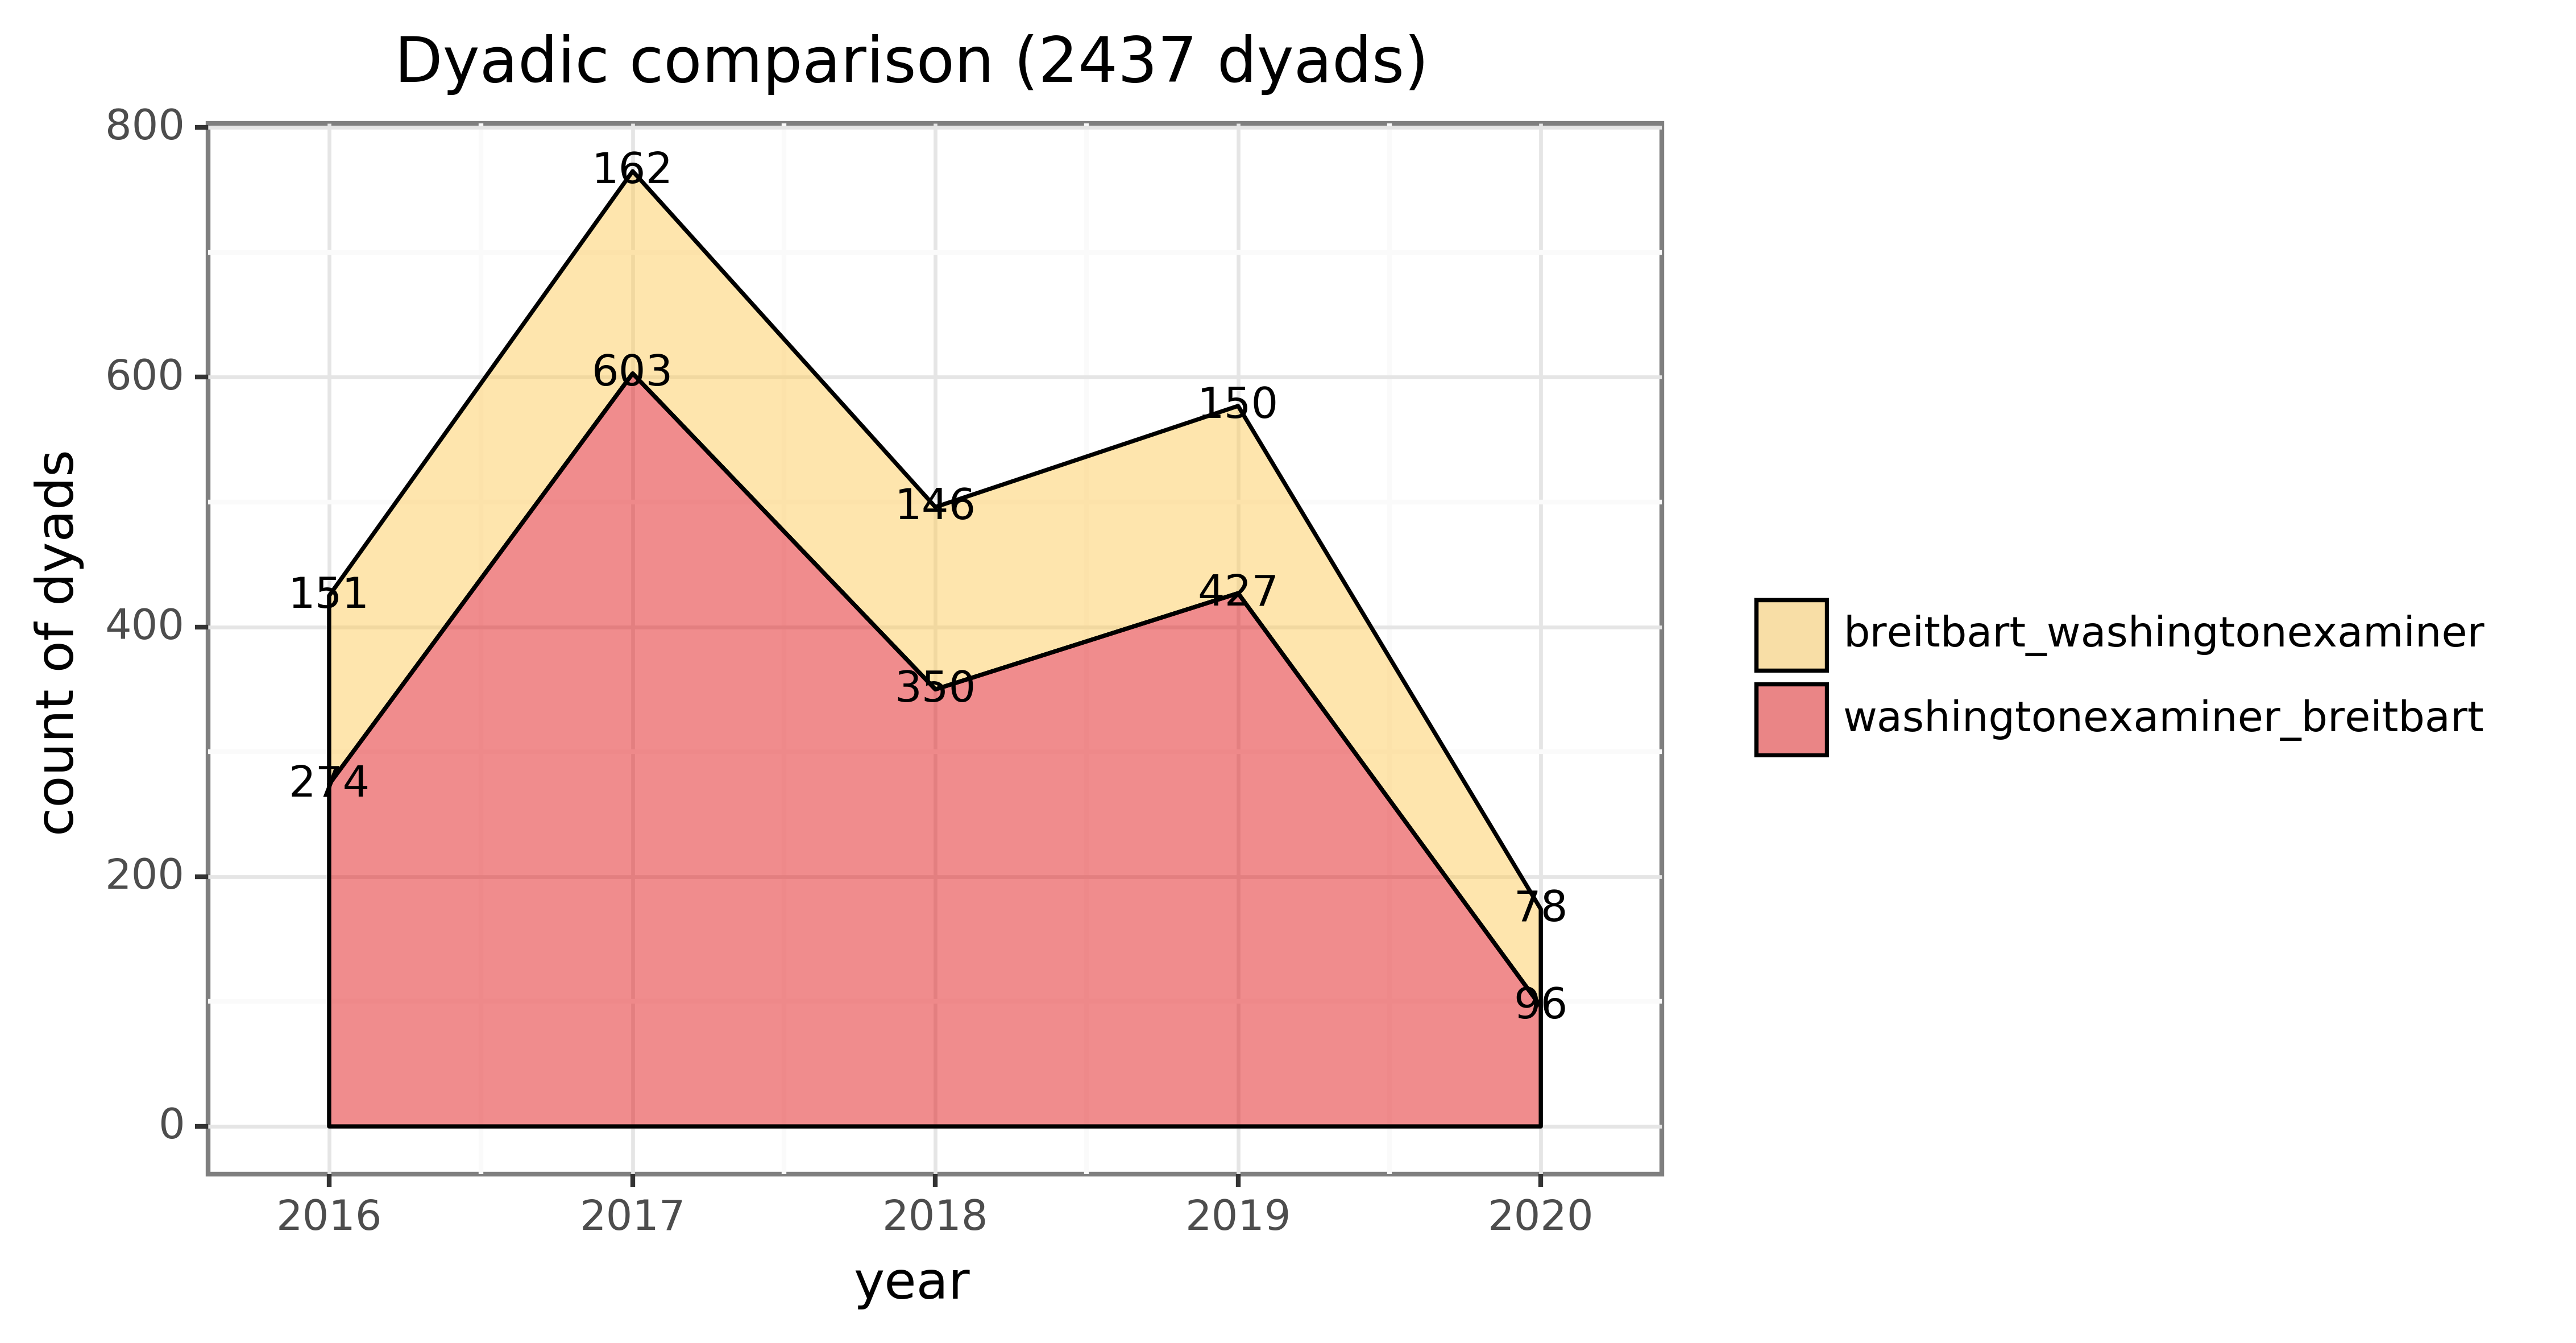 Dyadic comparison (2437 dyads)
count of dyads
800
600
400
200
0
162
603
150
146
151
427
350
274
78
96
2016 2017 2018 2019 2020
year
breitbart_washingtonexaminer
washingtonexaminer_breitbart